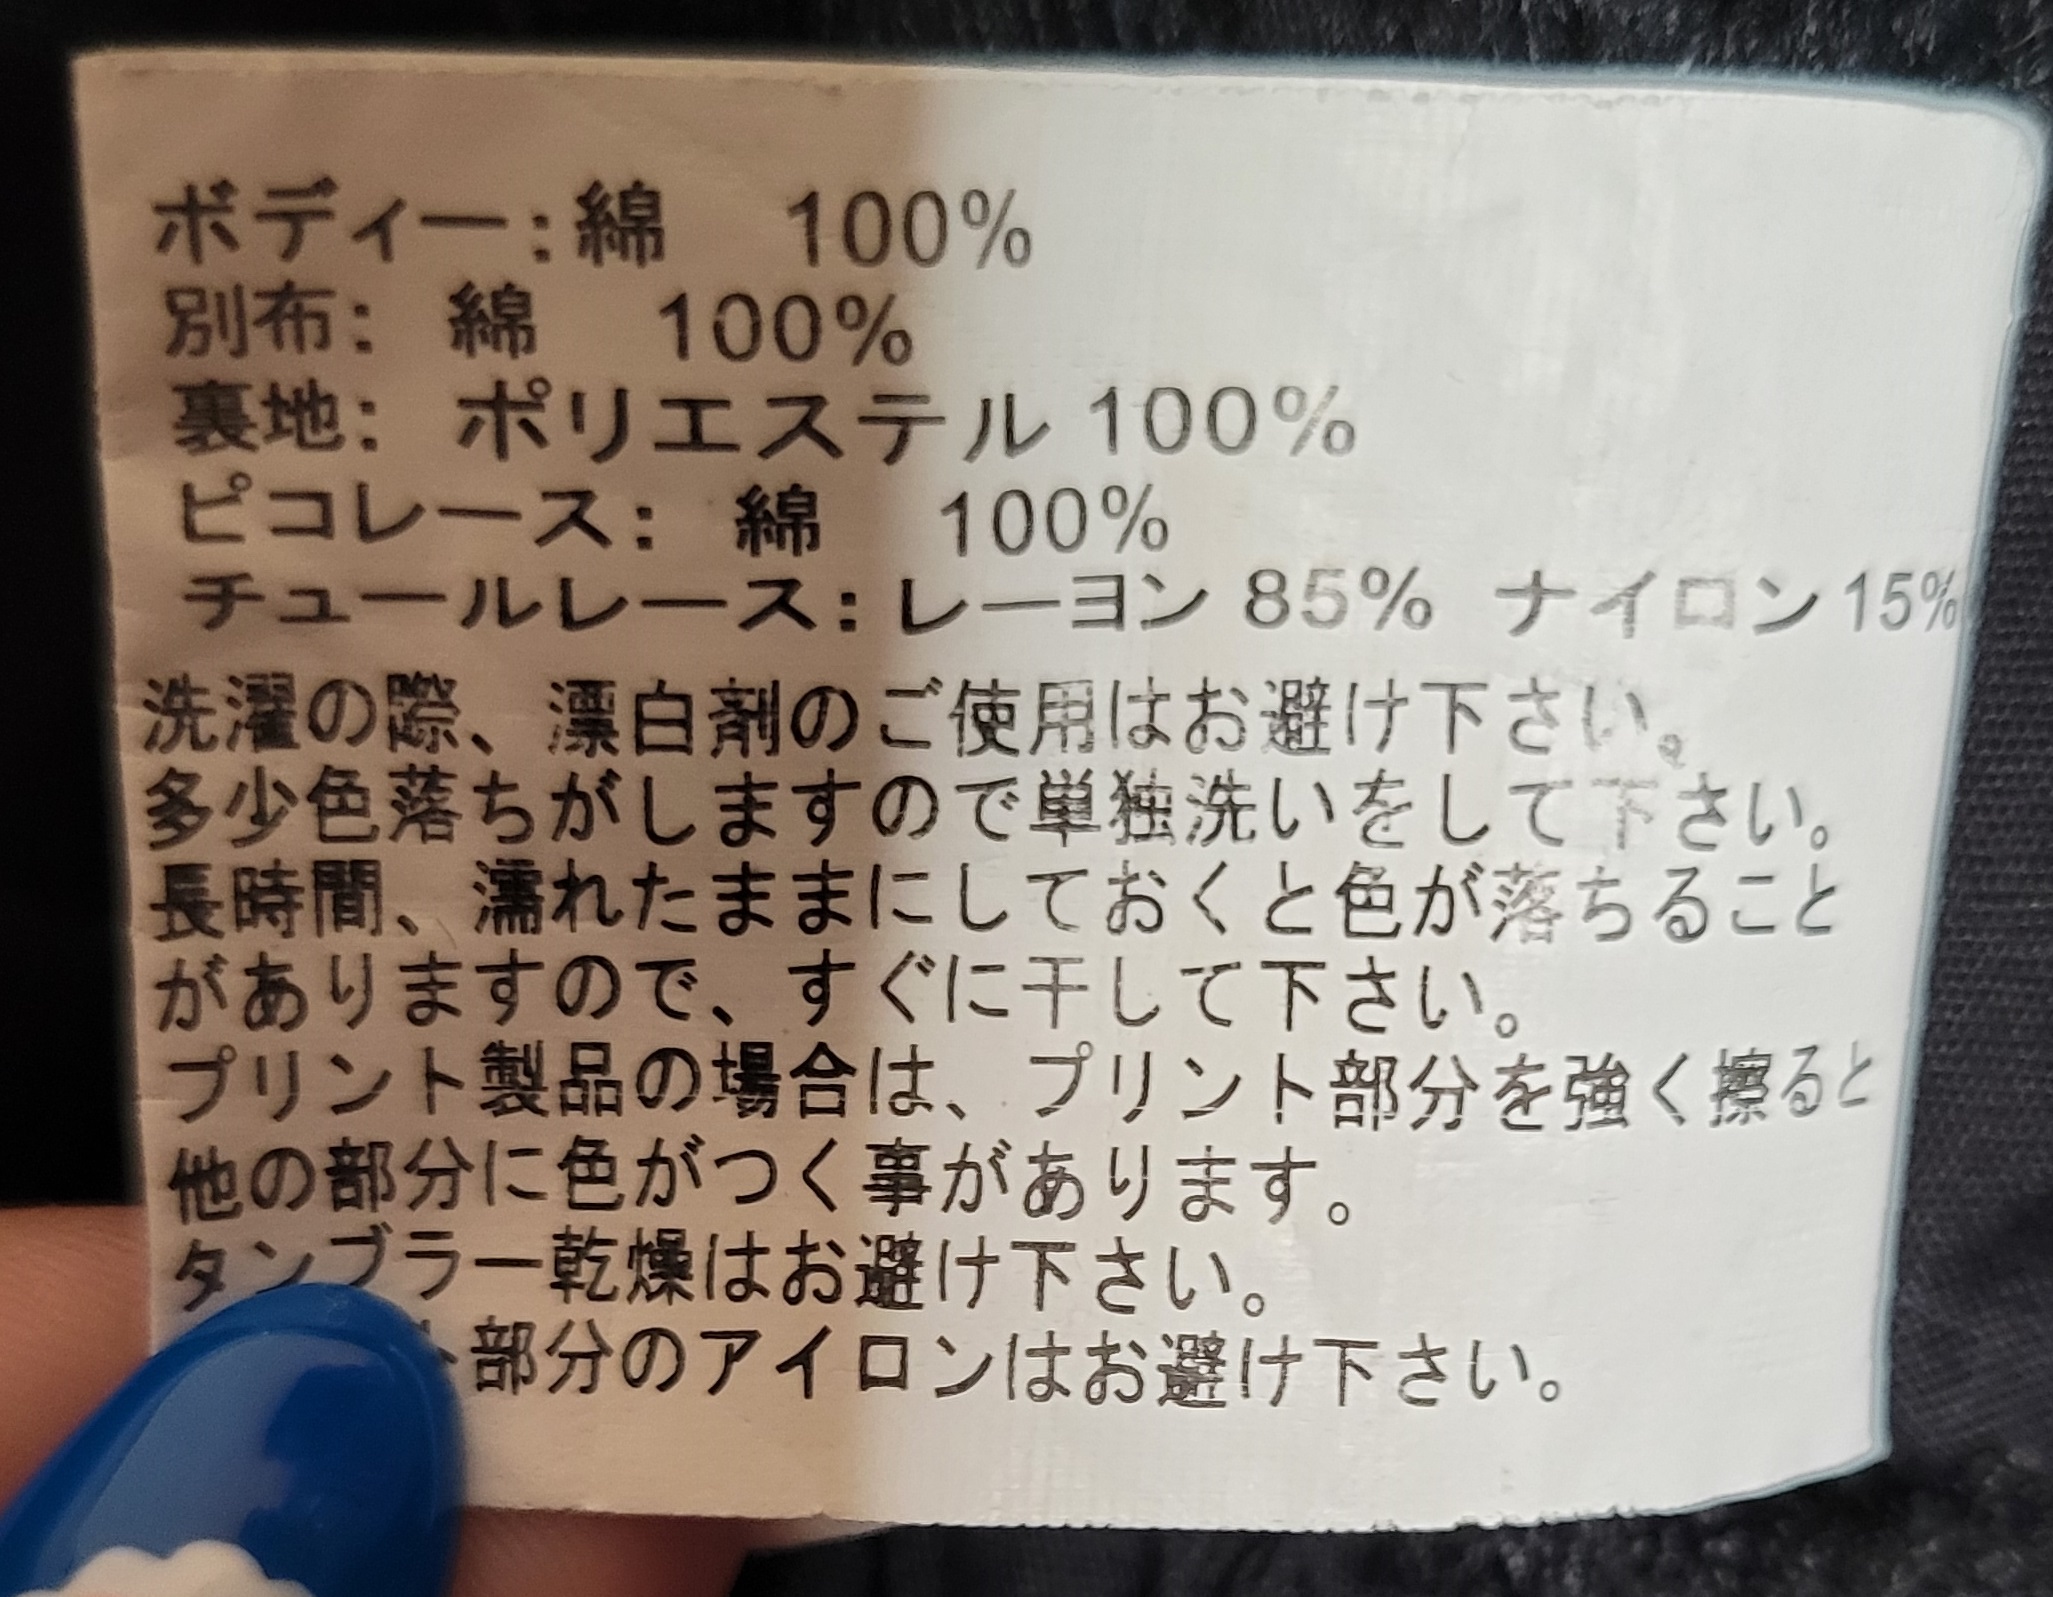 ボディー:綿 100%
別布: 綿 100%
裏地: ポリエステル 100%
ピコレース: 綿 100%
チュールレース: レーヨン 85% ナイロン 15%
洗濯の際、漂白剤のご使用はお避け下さい。
多少色落ちがしますので単独洗いをして下さい。
長時間、濡れたままにしておくと色が落ちること
がありますので、すぐに干して下さい。
プリント製品の場合は、プリント部分を強く擦ると
他の部分に色がつく事があります。
タンブラー乾燥はお避け下さい。
部分のアイロンはお避け下さい。